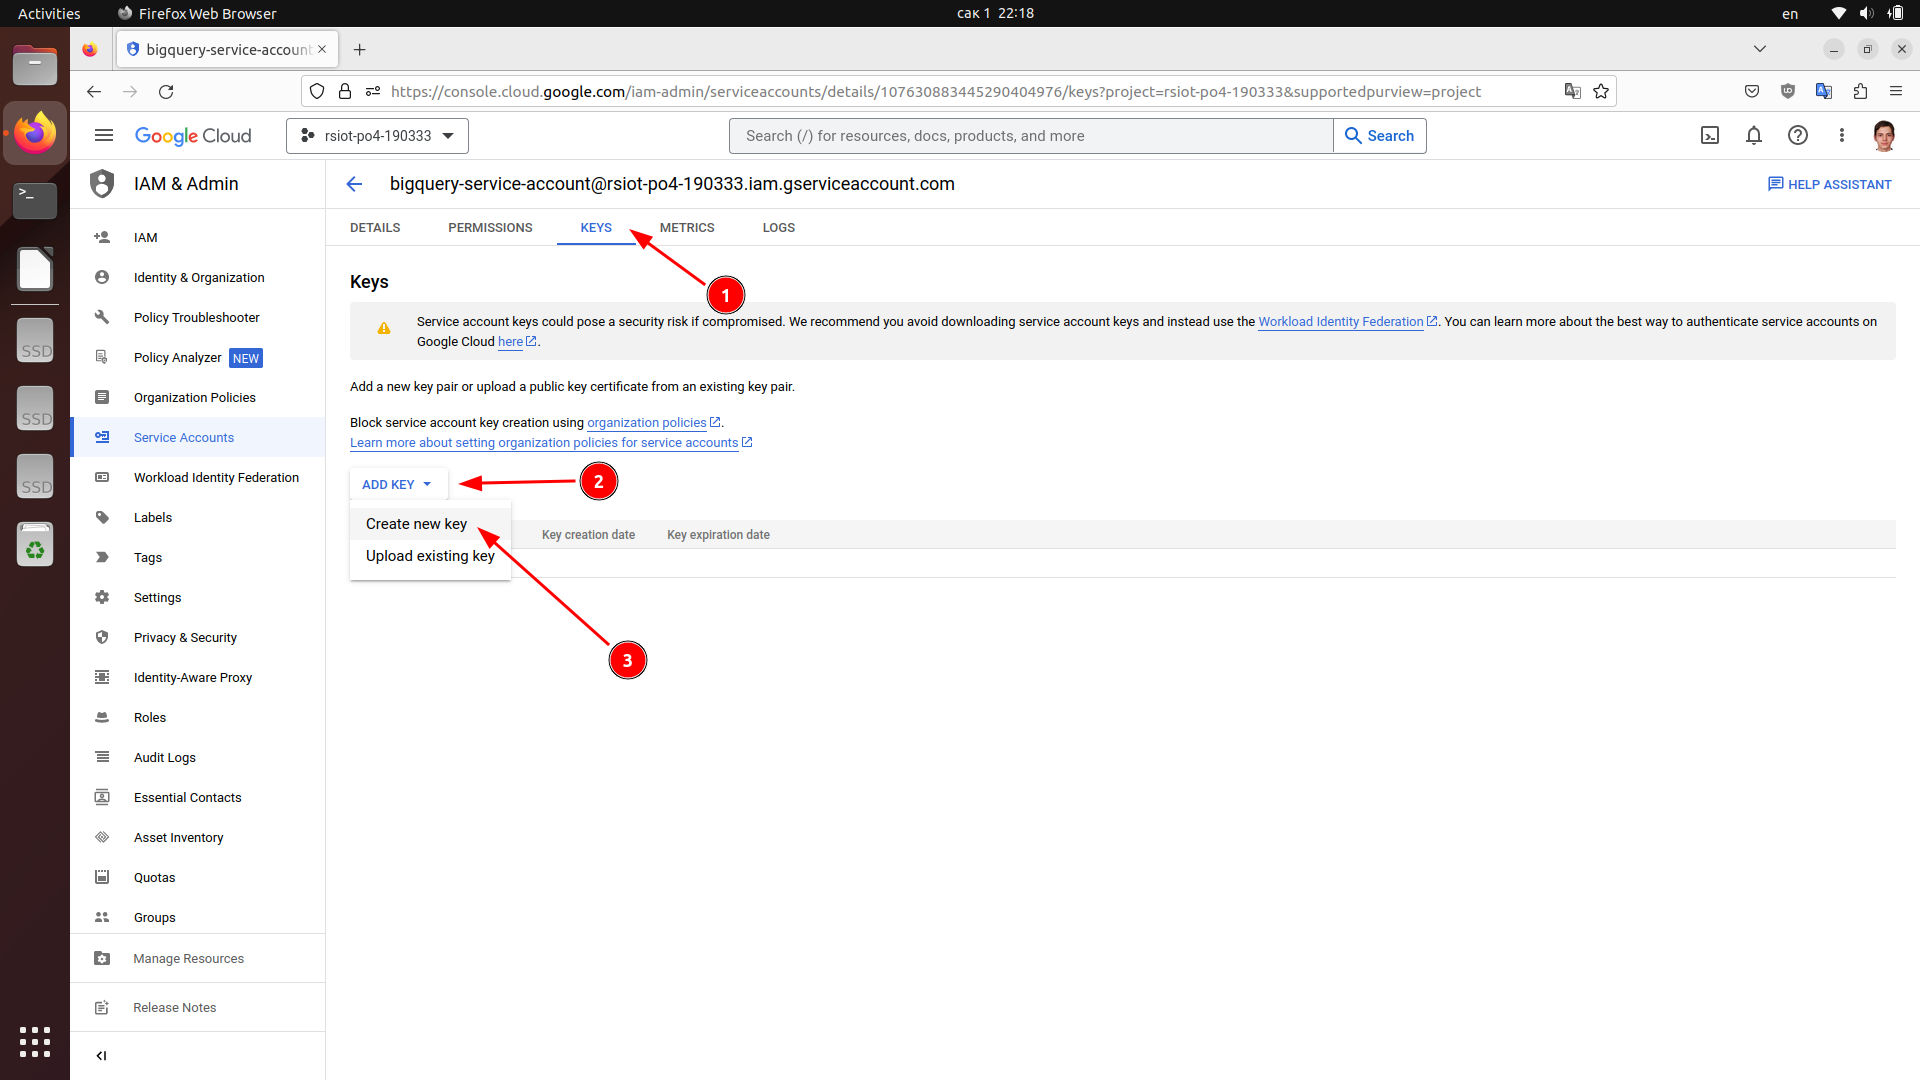 Activities
Firefox Web Browser
сак 1 22:18
en
bigquery-service-account
https://console.cloud.google.com/iam-admin/serviceaccounts/details/107630883445290404976/keys?project=rsiot-po4-190333&supportedpurview=project
Google Cloud
rsiot-po4-190333
Search (/) for resources, docs, products, and more
Search
IAM & Admin
bigquery-service-account@rsiot-po4-190333.iam.gserviceaccount.com
HELP ASSISTANT
IAM
Identity & Organization
Policy Troubleshooter
Policy Analyzer NEW
Organization Policies
Service Accounts
Workload Identity Federation
Labels
Tags
Settings
Privacy & Security
Identity-Aware Proxy
Roles
Audit Logs
Essential Contacts
Asset Inventory
Quotas
Groups
Manage Resources
Release Notes
DETAILS
PERMISSIONS
KEYS
METRICS
LOGS
1
Keys
Service account keys could pose a security risk if compromised. We recommend you avoid downloading service account keys and instead use the Workload Identity Federation. You can learn more about the best way to authenticate service accounts on
Google Cloud here.
Add a new key pair or upload a public key certificate from an existing key pair.
Block service account key creation using organization policies.
Learn more about setting organization policies for service accounts
ADD KEY
2
Create new key
Upload existing key
Key creation date
Key expiration date
3
SSD
SSD
SSD